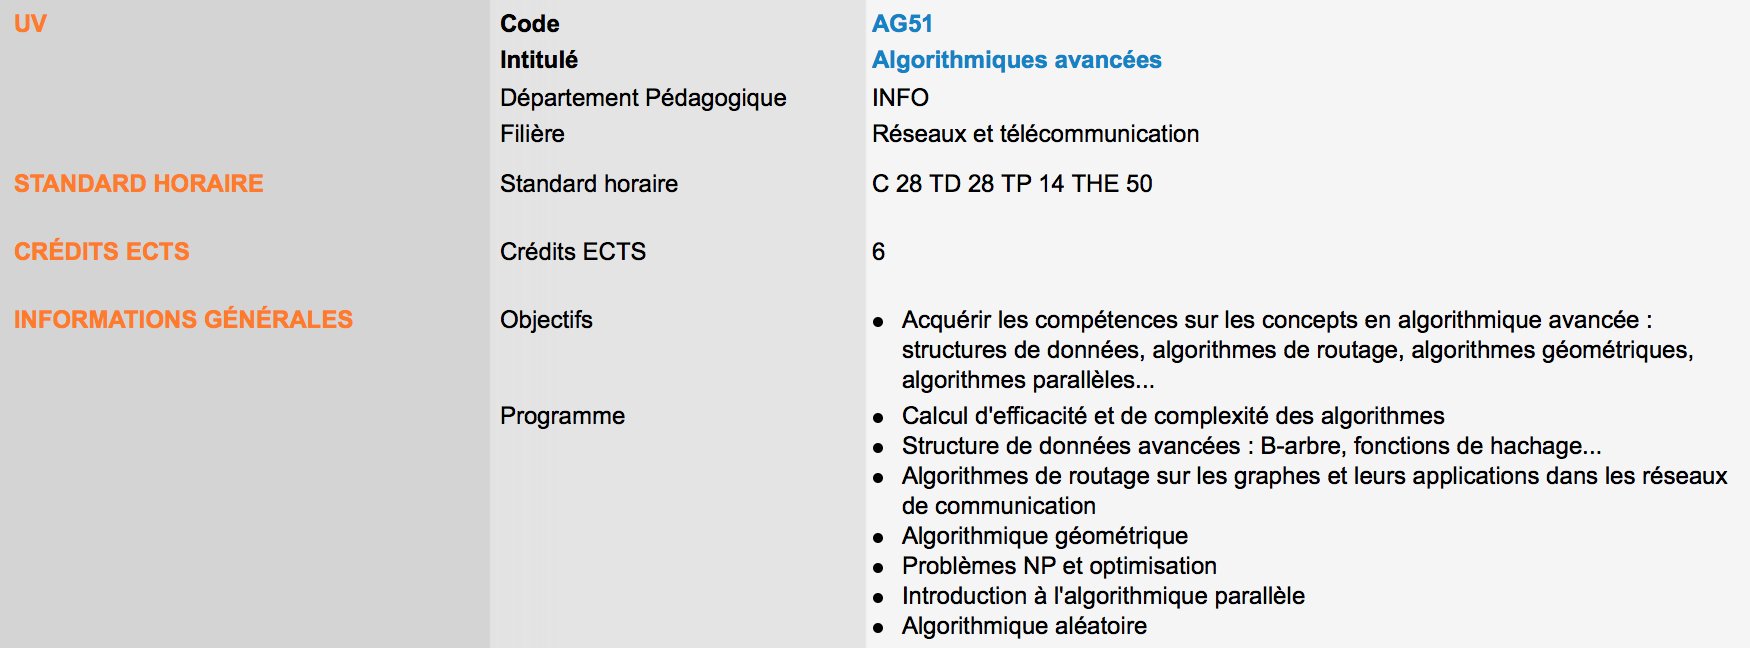 UV Code AG51
Intitulé Algorithmiques avancées
Département Pédagogique INFO
Filière Réseaux et télécommunication
STANDARD HORAIRE Standard horaire C 28 TD 28 TP 14 THE 50
CRÉDITS ECTS Crédits ECTS 6
INFORMATIONS GÉNÉRALES Objectifs ● Acquérir les compétences sur les concepts en algorithmique avancée :
structures de données, algorithmes de routage, algorithmes géométriques,
algorithmes parallèles...
Programme ● Calcul d'efficacité et de complexité des algorithmes
● Structure de données avancées : B-arbre, fonctions de hachage...
● Algorithmes de routage sur les graphes et leurs applications dans les réseaux
de communication
● Algorithmique géométrique
● Problèmes NP et optimisation
● Introduction à l'algorithmique parallèle
● Algorithmique aléatoire